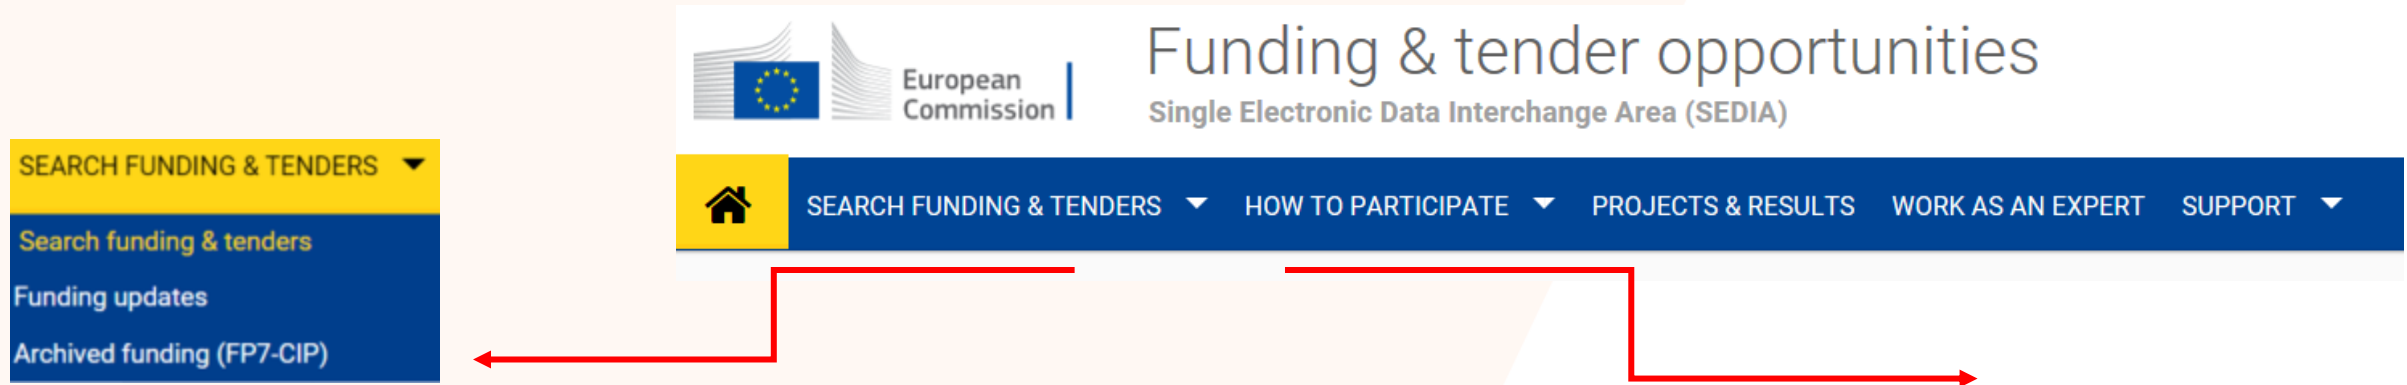 European
Commission
Funding & tender opportunities
Single Electronic Data Interchange Area (SEDIA)
SEARCH FUNDING & TENDERS
Search funding & tenders
Funding updates
Archived funding (FP7-CIP)
SEARCH FUNDING & TENDERS HOW TO PARTICIPATE PROJECTS & RESULTS WORK AS AN EXPERT SUPPORT